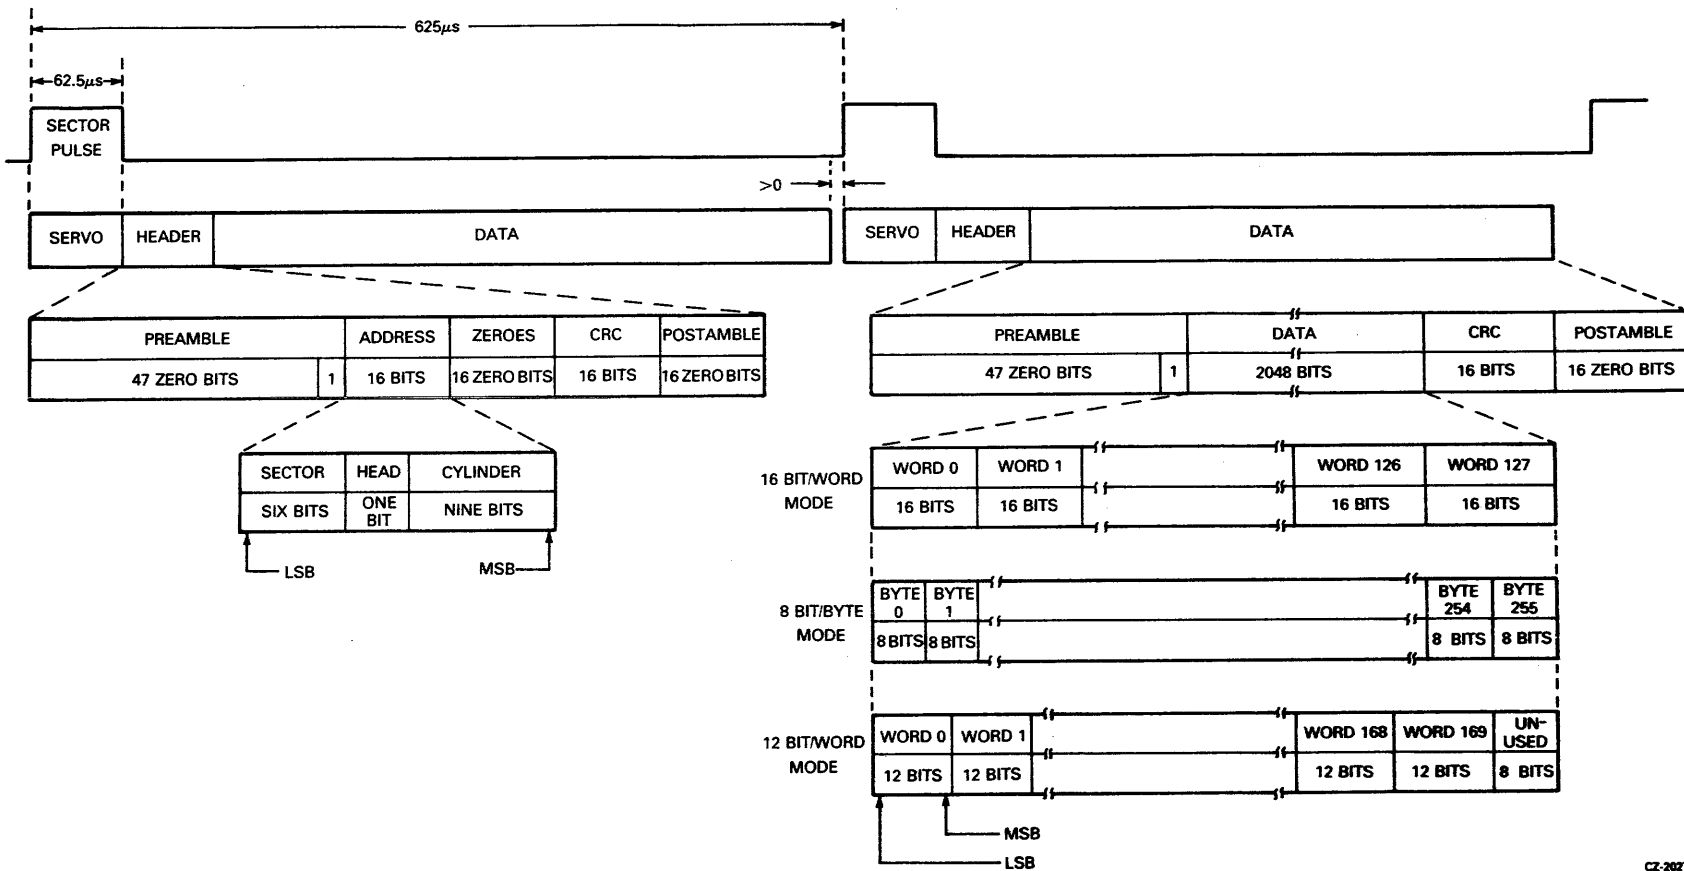 625μs
62.5μs
SECTOR
PULSE
>0
SERVO HEADER DATA SERVO HEADER DATA
PREAMBLE ADDRESS ZEROES CRC POSTAMBLE
47 ZERO BITS 1 16 BITS 16 ZERO BITS 16 BITS 16 ZERO BITS
PREAMBLE DATA CRC POSTAMBLE
47 ZERO BITS 1 2048 BITS 16 BITS 16 ZERO BITS
SECTOR HEAD CYLINDER
SIX BITS ONE BIT NINE BITS
LSB MSB
16 BIT/WORD
MODE
WORD 0 WORD 1 WORD 126 WORD 127
16 BITS 16 BITS 16 BITS 16 BITS
8 BIT/BYTE
MODE
BYTE 0 BYTE 1 BYTE 254 BYTE 255
8 BITS 8 BITS 8 BITS 8 BITS
12 BIT/WORD
MODE
WORD 0 WORD 1 WORD 168 WORD 169 UN-
USED
12 BITS 12 BITS 12 BITS 12 BITS 8 BITS
MSB
LSB